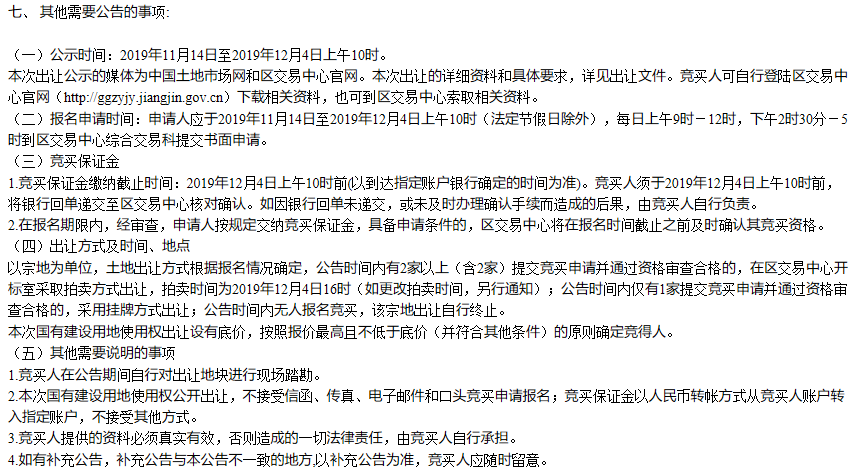 七、 其他需要公告的事项:
（一）公示时间：2019年11月14日至2019年12月4日上午10时。
本次出让公示的媒体为中国土地市场网和区交易中心官网。本次出让的详细资料和具体要求，详见出让文件。竞买人可自行登陆区交易中
心官网（http://ggzyjy.jiangjin.gov.cn）下载相关资料，也可到区交易中心索取相关资料。
（二）报名申请时间：申请人应于2019年11月14日至2019年12月4日上午10时（法定节假日除外），每日上午9时－12时，下午2时30分－5
时到区交易中心综合交易科提交书面申请。
（三）竞买保证金
1.竞买保证金缴纳截止时间：2019年12月4日上午10时前(以到达指定账户银行确定的时间为准)。竞买人须于2019年12月4日上午10时前，
将银行回单递交至区交易中心核对确认。如因银行回单未递交，或未及时办理确认手续而造成的后果，由竞买人自行负责。
2.在报名期限内，经审查，申请人按规定交纳竞买保证金，具备申请条件的，区交易中心将在报名时间截止之前及时确认其竞买资格。
（四）出让方式及时间、地点
以宗地为单位，土地出让方式根据报名情况确定，公告时间内有2家以上（含2家）提交竞买申请并通过资格审查合格的，在区交易中心开
标室采取拍卖方式出让，拍卖时间为2019年12月4日16时（如更改拍卖时间，另行通知）；公告时间内仅有1家提交竞买申请并通过资格审
查合格的，采用挂牌方式出让；公告时间内无人报名竞买，该宗地出让自行终止。
本次国有建设用地使用权出让设有底价，按照报价最高且不低于底价（并符合其他条件）的原则确定竞得人。
（五）其他需要说明的事项
1.竞买人在公告期间自行对出让地块进行现场踏勘。
2.本次国有建设用地使用权公开出让，不接受信函、传真、电子邮件和口头竞买申请报名；竞买保证金以人民币转帐方式从竞买人账户转
入指定账户，不接受其他方式。
3.竞买人提供的资料必须真实有效，否则造成的一切法律责任，由竞买人自行承担。
4.如有补充公告，补充公告与本公告不一致的地方,以补充公告为准，竞买人应随时留意。